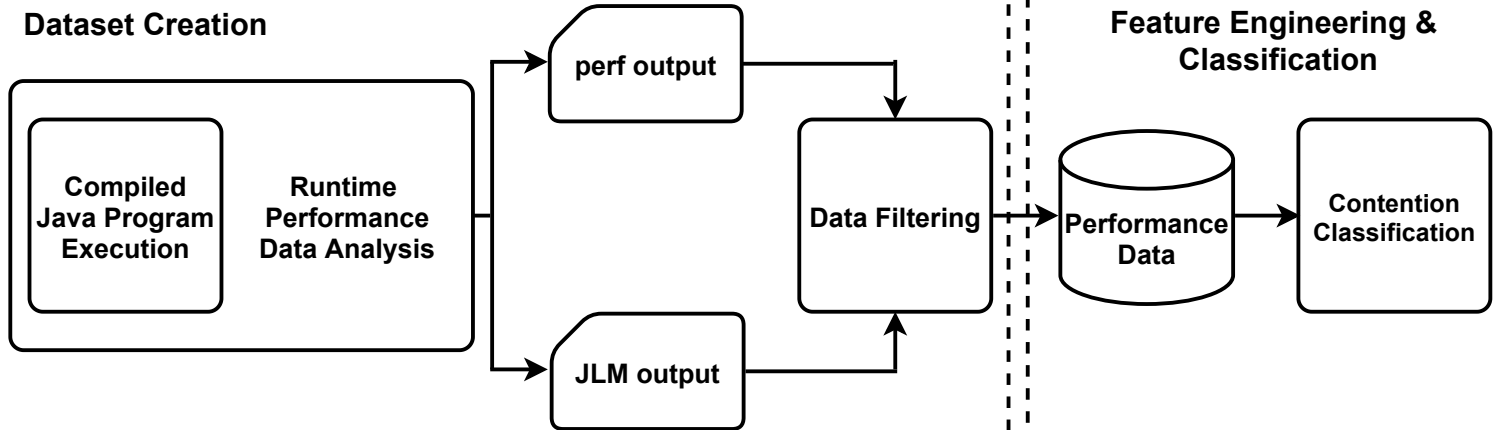 Dataset Creation
Compiled
Java Program
Execution
Runtime
Performance
Data Analysis
perf output
JLM output
Data Filtering
Feature Engineering &
Classification
Performance
Data
Contention
Classification